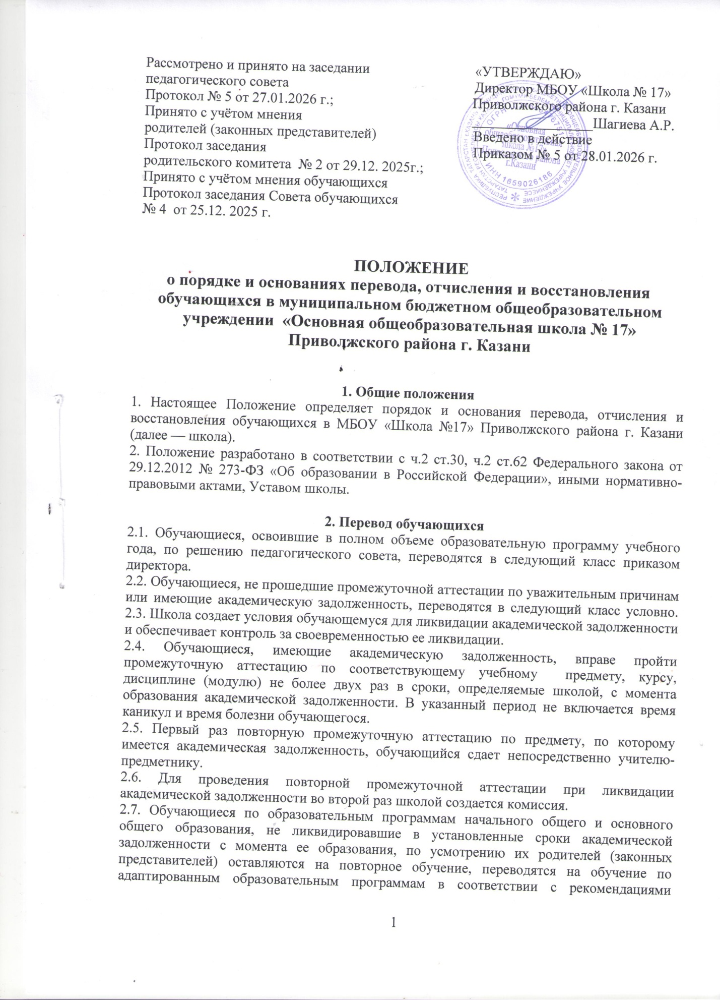 Рассмотрено и принято на заседании
педагогического совета
Протокол № 5 от 27.01.2026 г.;
Принято с учётом мнения
родителей (законных представителей)
Протокол заседания
родительского комитета № 2 от 29.12. 2025г.;
Принято с учётом мнения обучающихся
Протокол заседания Совета обучающихся
№ 4 от 25.12. 2025 г.
«УТВЕРЖДАЮ»
Директор МБОУ «Школа № 17»
Приволжского района г. Казани
Шагиева А.Р.
Введено в действие
Приказом № 5 от 28.01.2026 г.
«Основная
общеобразовательная
школа №17»
Приволжского района
г.Казани
ИНН 1659026186
ПОЛОЖЕНИЕ
о порядке и основаниях перевода, отчисления и восстановления
обучающихся в муниципальном бюджетном общеобразовательном
учреждении «Основная общеобразовательная школа № 17»
Приволжского района г. Казани
1. Общие положения
1. Настоящее Положение определяет порядок и основания перевода, отчисления и
восстановления обучающихся в МБОУ «Школа №17» Приволжского района г. Казани
(далее — школа).
2. Положение разработано в соответствии с ч.2 ст.30, ч.2 ст.62 Федерального закона от
29.12.2012 № 273-ФЗ «Об образовании в Российской Федерации», иными нормативно-
правовыми актами, Уставом школы.
2. Перевод обучающихся
2.1. Обучающиеся, освоившие в полном объеме образовательную программу учебного
года, по решению педагогического совета, переводятся в следующий класс приказом
директора.
2.2. Обучающиеся, не прошедшие промежуточной аттестации по уважительным причинам
или имеющие академическую задолженность, переводятся в следующий класс условно.
2.3. Школа создает условия обучающемуся для ликвидации академической задолженности
и обеспечивает контроль за своевременностью ее ликвидации.
2.4. Обучающиеся, имеющие академическую задолженность, вправе пройти
промежуточную аттестацию по соответствующему учебному предмету, курсу,
дисциплине (модулю) не более двух раз в сроки, определяемые школой, с момента
образования академической задолженности. В указанный период не включается время
каникул и время болезни обучающегося.
2.5. Первый раз повторную промежуточную аттестацию по предмету, по которому
имеется академическая задолженность, обучающийся сдает непосредственно учителю-
предметнику.
2.6. Для проведения повторной промежуточной аттестации при ликвидации
академической задолженности во второй раз школой создается комиссия.
2.7. Обучающиеся по образовательным программам начального общего и основного
общего образования, не ликвидировавшие в установленные сроки академической
задолженности с момента ее образования, по усмотрению их родителей (законных
представителей) оставляются на повторное обучение, переводятся на обучение по
адаптированным образовательным программам в соответствии с рекомендациями
1